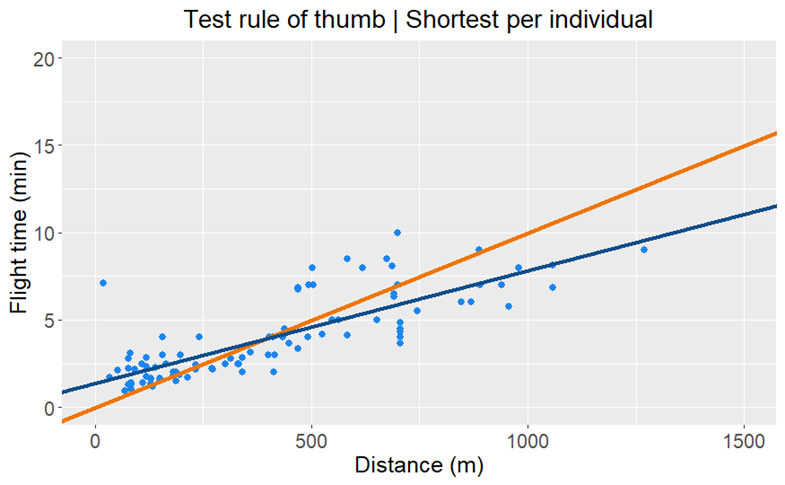 Test rule of thumb | Shortest per individual
20
15
10
5
0
Flight time (min)
0 500 1000 1500
Distance (m)